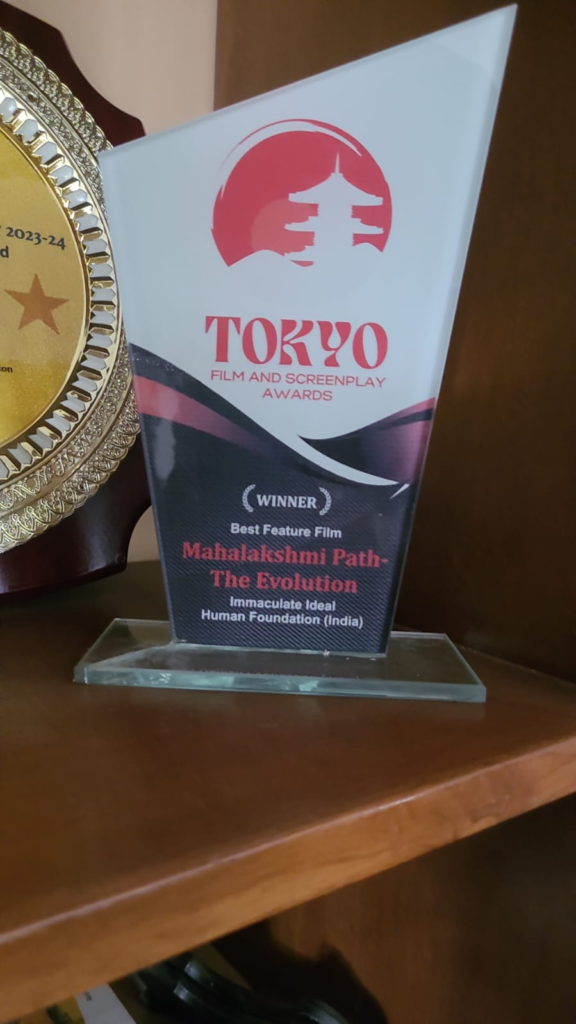 2023-24
TOKYO
FILM AND SCREENPLAY
AWARDS
WINNER
Best Feature Film
Mahalakshmi Path-
The Evolution
Immaculate Ideal
Human Foundation (India)